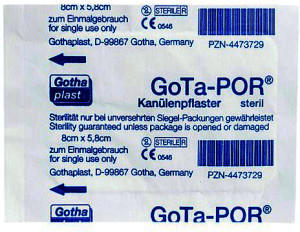 8cm x 5,8cm
zum Einmalgebrauch
for single use only
STERILE R
CE 0546
Gothaplast, D-99867 Gotha, Germany
PZN-4473729
Gotha
plast
GoTa-POR®
Kanülenpflaster steril
Sterilität nur bei unversehrten Siegel-Packungen gewährleistet
Sterility guaranteed unless package is opened or damaged
8cm x 5,8cm
zum Einmalgebrauch
for single use only
STERILE R
CE 0546
Gothaplast, D-99867 Gotha, Germany
PZN-4473729
Gotha
plast
GoTa-POR®